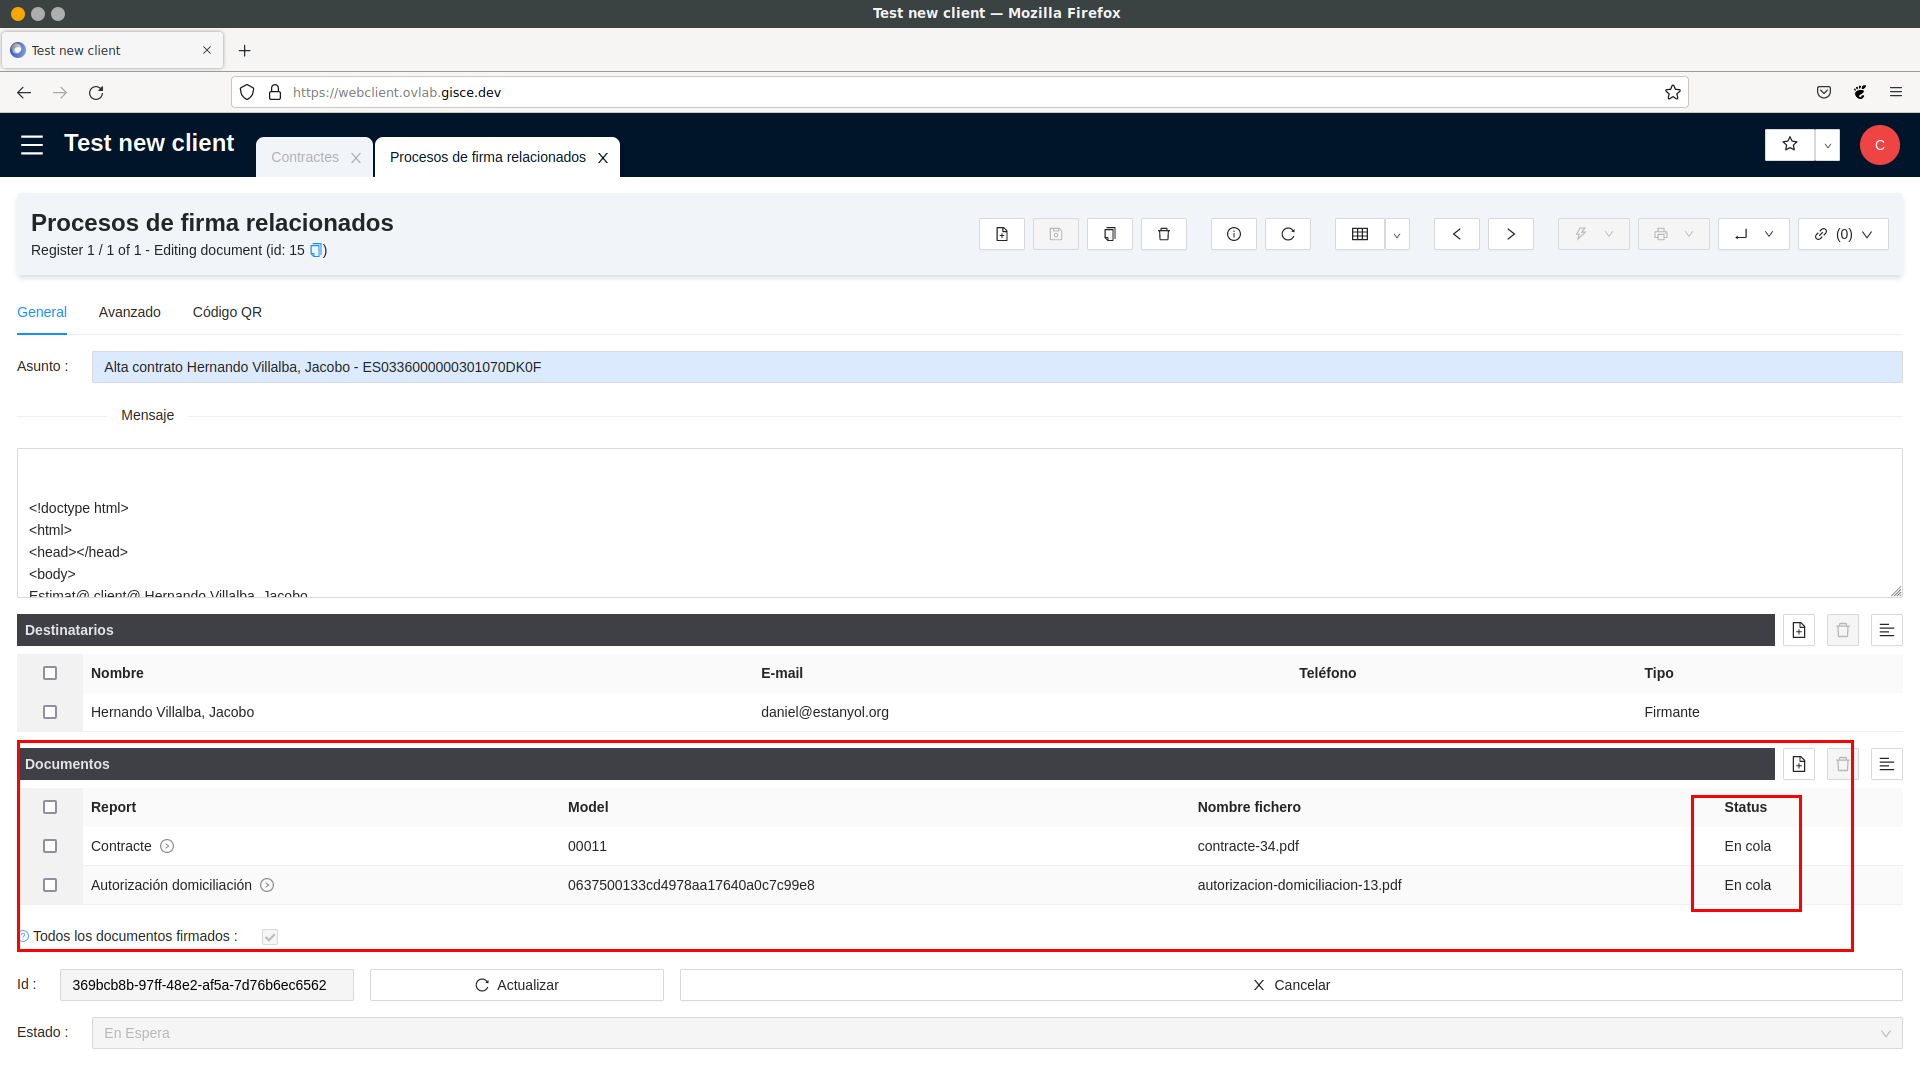 Test new client — Mozilla Firefox
Test new client
https://webclient.ovlab.gisce.dev
Test new client
Contractes
Procesos de firma relacionados
C
Procesos de firma relacionados
Register 1 / 1 of 1 - Editing document (id: 15 )
(0)
General
Avanzado
Código QR
Asunto :
Alta contrato Hernando Villalba, Jacobo - ES0336000000301070DK0F
Mensaje
<!doctype html>
<html>
<head></head>
<body>
Estimat@ client@ Hernando Villalba, Jacobo
Destinatarios
Nombre E-mail Teléfono Tipo
Hernando Villalba, Jacobo daniel@estanyol.org Firmante
Documentos
Report Model Nombre fichero Status
Contracte 00011 contracte-34.pdf En cola
Autorización domiciliación 0637500133cd4978aa17640a0c7c99e8 autorizacion-domiciliacion-13.pdf En cola
Todos los documentos firmados :
Id : 369bcb8b-97ff-48e2-af5a-7d76b6ec6562 Actualizar Cancelar
Estado : En Espera